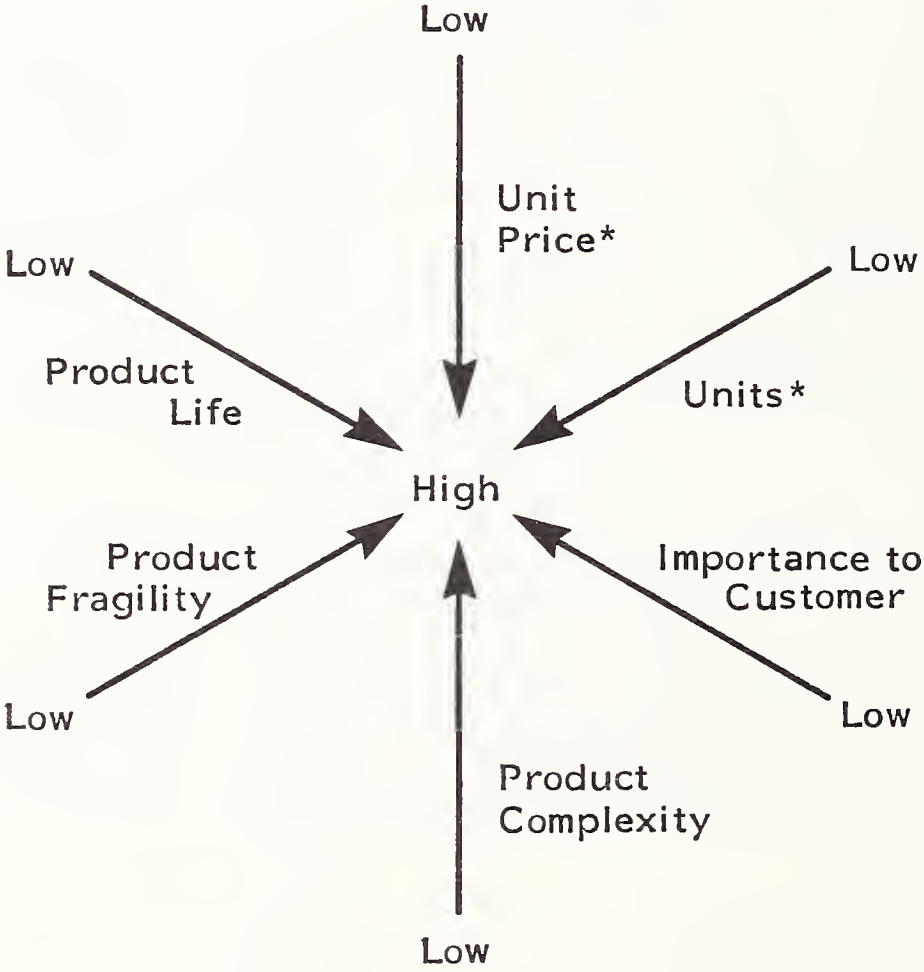 Low
Unit
Price*
Low
Low
Product
Life
Units*
High
Product
Fragility
Importance to
Customer
Low
Low
Product
Complexity
Low